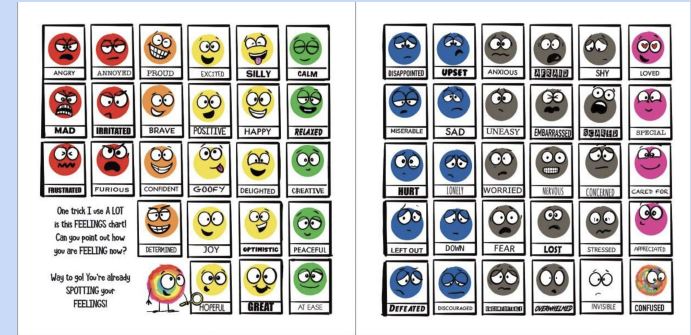 ANGRY ANNOYED PROUD EXCITED SILLY CALM
MAD IRRITATED BRAVE POSITIVE HAPPY RELAXED
FRUSTRATED FURIOUS CONFIDENT GOOFY DELIGHTED CREATIVE
One trick I use A LOT
is this FEELINGS chart!
Can you point out how
you are FEELING now?
DETERMINED JOY OPTIMISTIC PEACEFUL
Way to go! You're already
SPOTTING your
FEELINGS!
HOPEFUL GREAT AT EASE
DISAPPOINTED UPSET ANXIOUS AFRAID SHY LOVED
MISERABLE SAD UNEASY EMBARRASSED SCARED SPECIAL
HURT LONELY WORRIED NERVOUS CONCERNED CARED FOR
LEFT OUT DOWN FEAR LOST STRESSED APPRECIATED
DEFEATED DISCOURAGED OVERWHELMED INVISIBLE CONFUSED